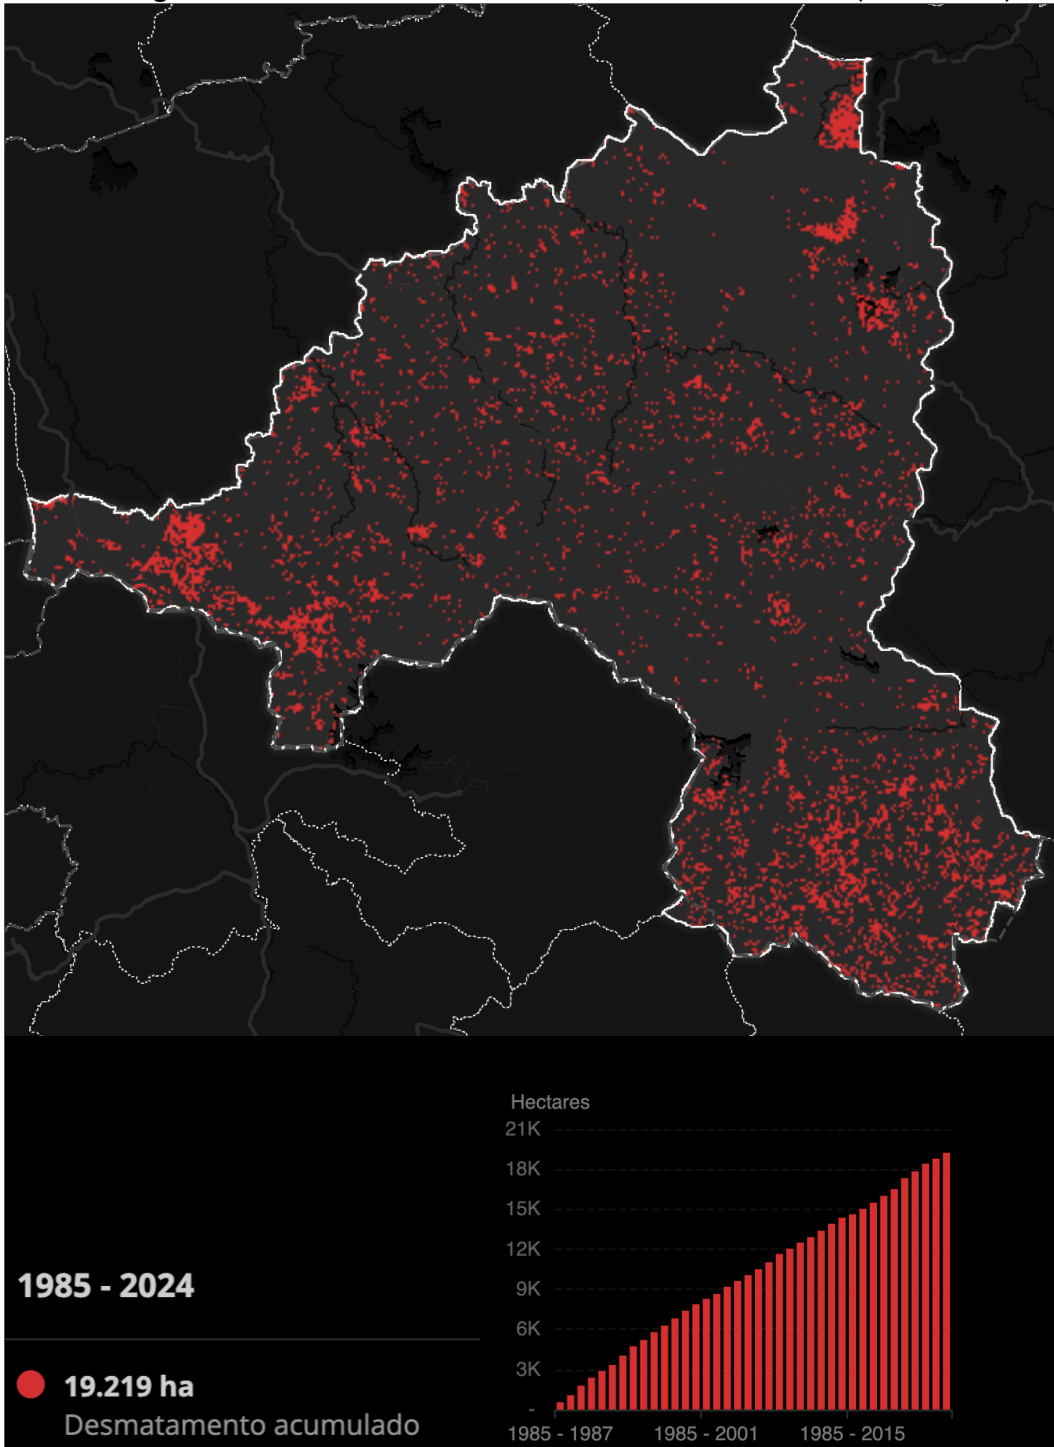 Hectares
21K
18K
15K
12K
9K
6K
3K
-
1985 - 1987
1985 - 2001
1985 - 2015
1985 - 2024
19.219 ha
Desmatamento acumulado